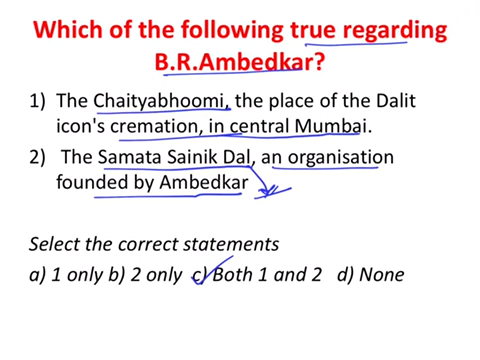 Which of the following true regarding
B.R.Ambedkar?
1) The Chaityabhoomi, the place of the Dalit
icon's cremation, in central Mumbai.
2) The Samata Sainik Dal, an organisation
founded by Ambedkar
Select the correct statements
a) 1 only b) 2 only c) Both 1 and 2 d) None